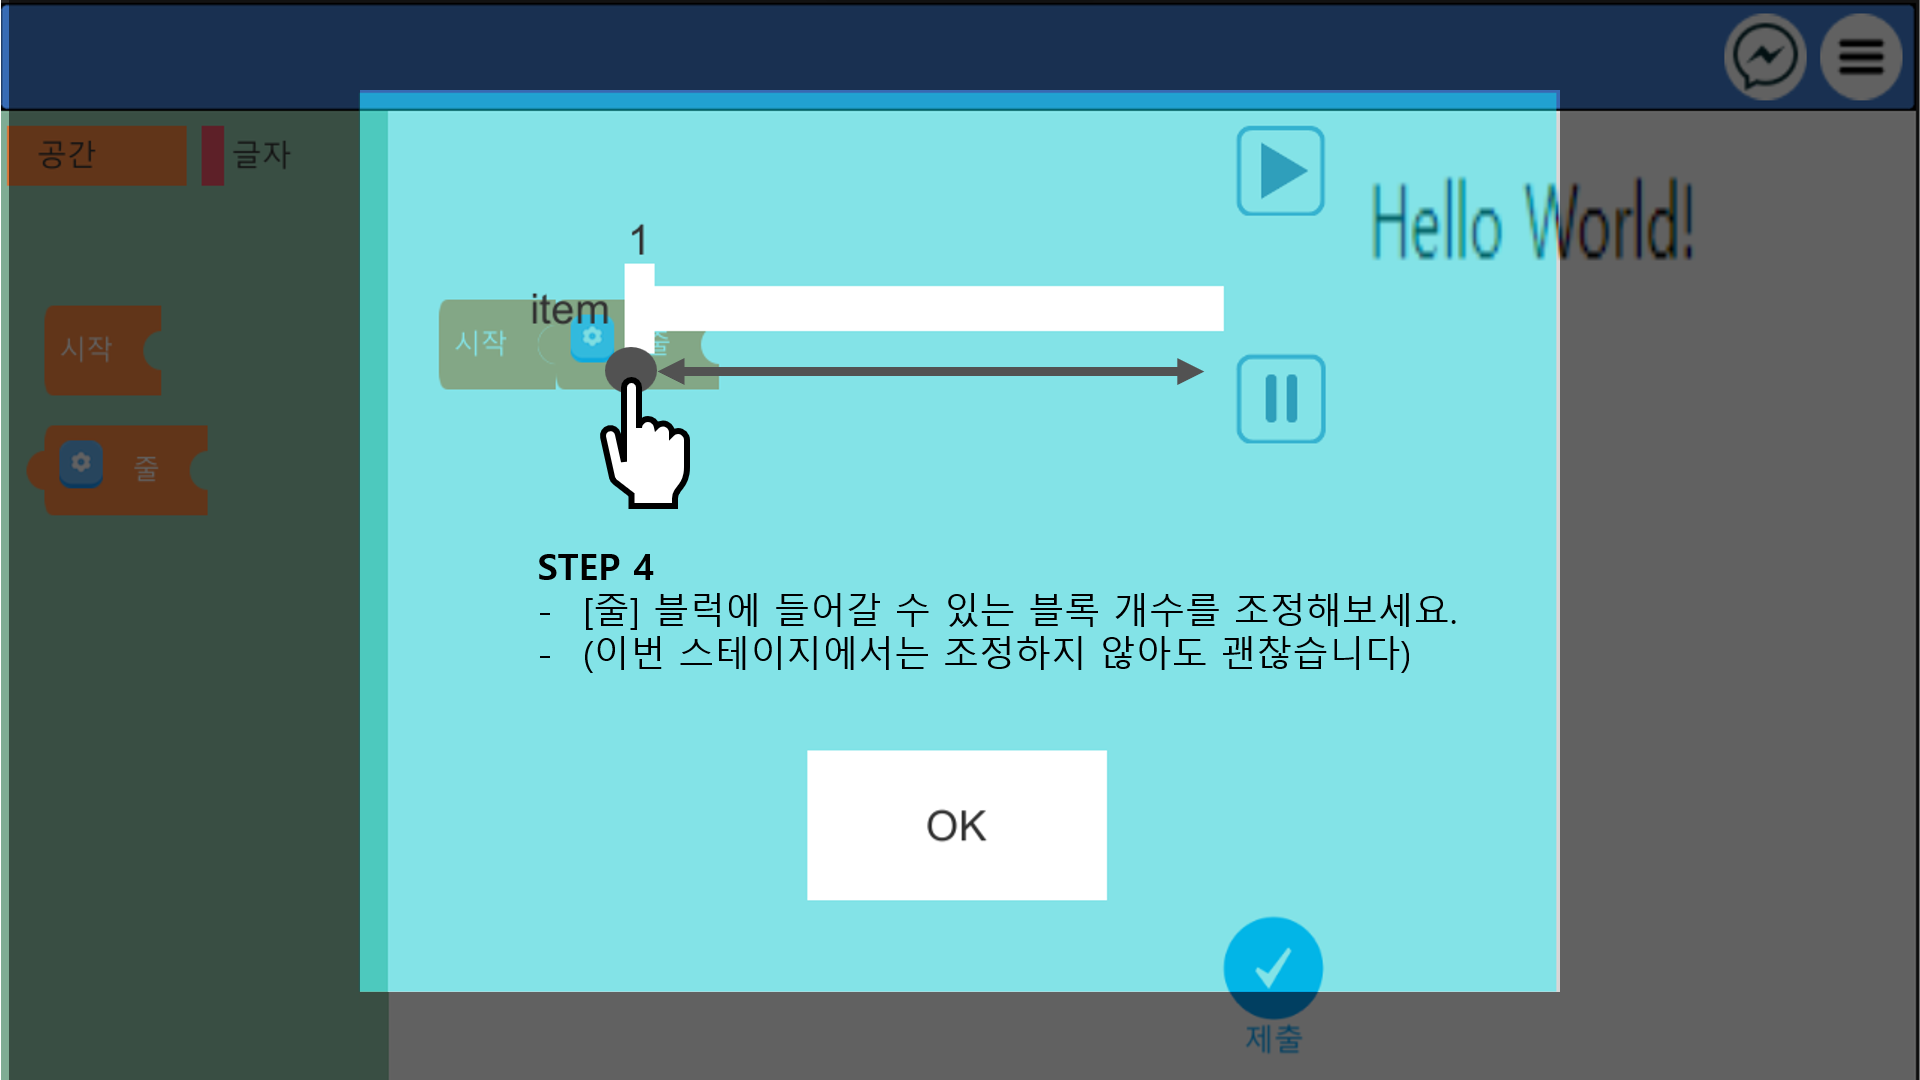 공간
글자
Hello World!
1
item
시작
줄
시작
줄
STEP 4
- [줄] 블럭에 들어갈 수 있는 블록 개수를 조정해보세요.
- (이번 스테이지에서는 조정하지 않아도 괜찮습니다)
OK
제출